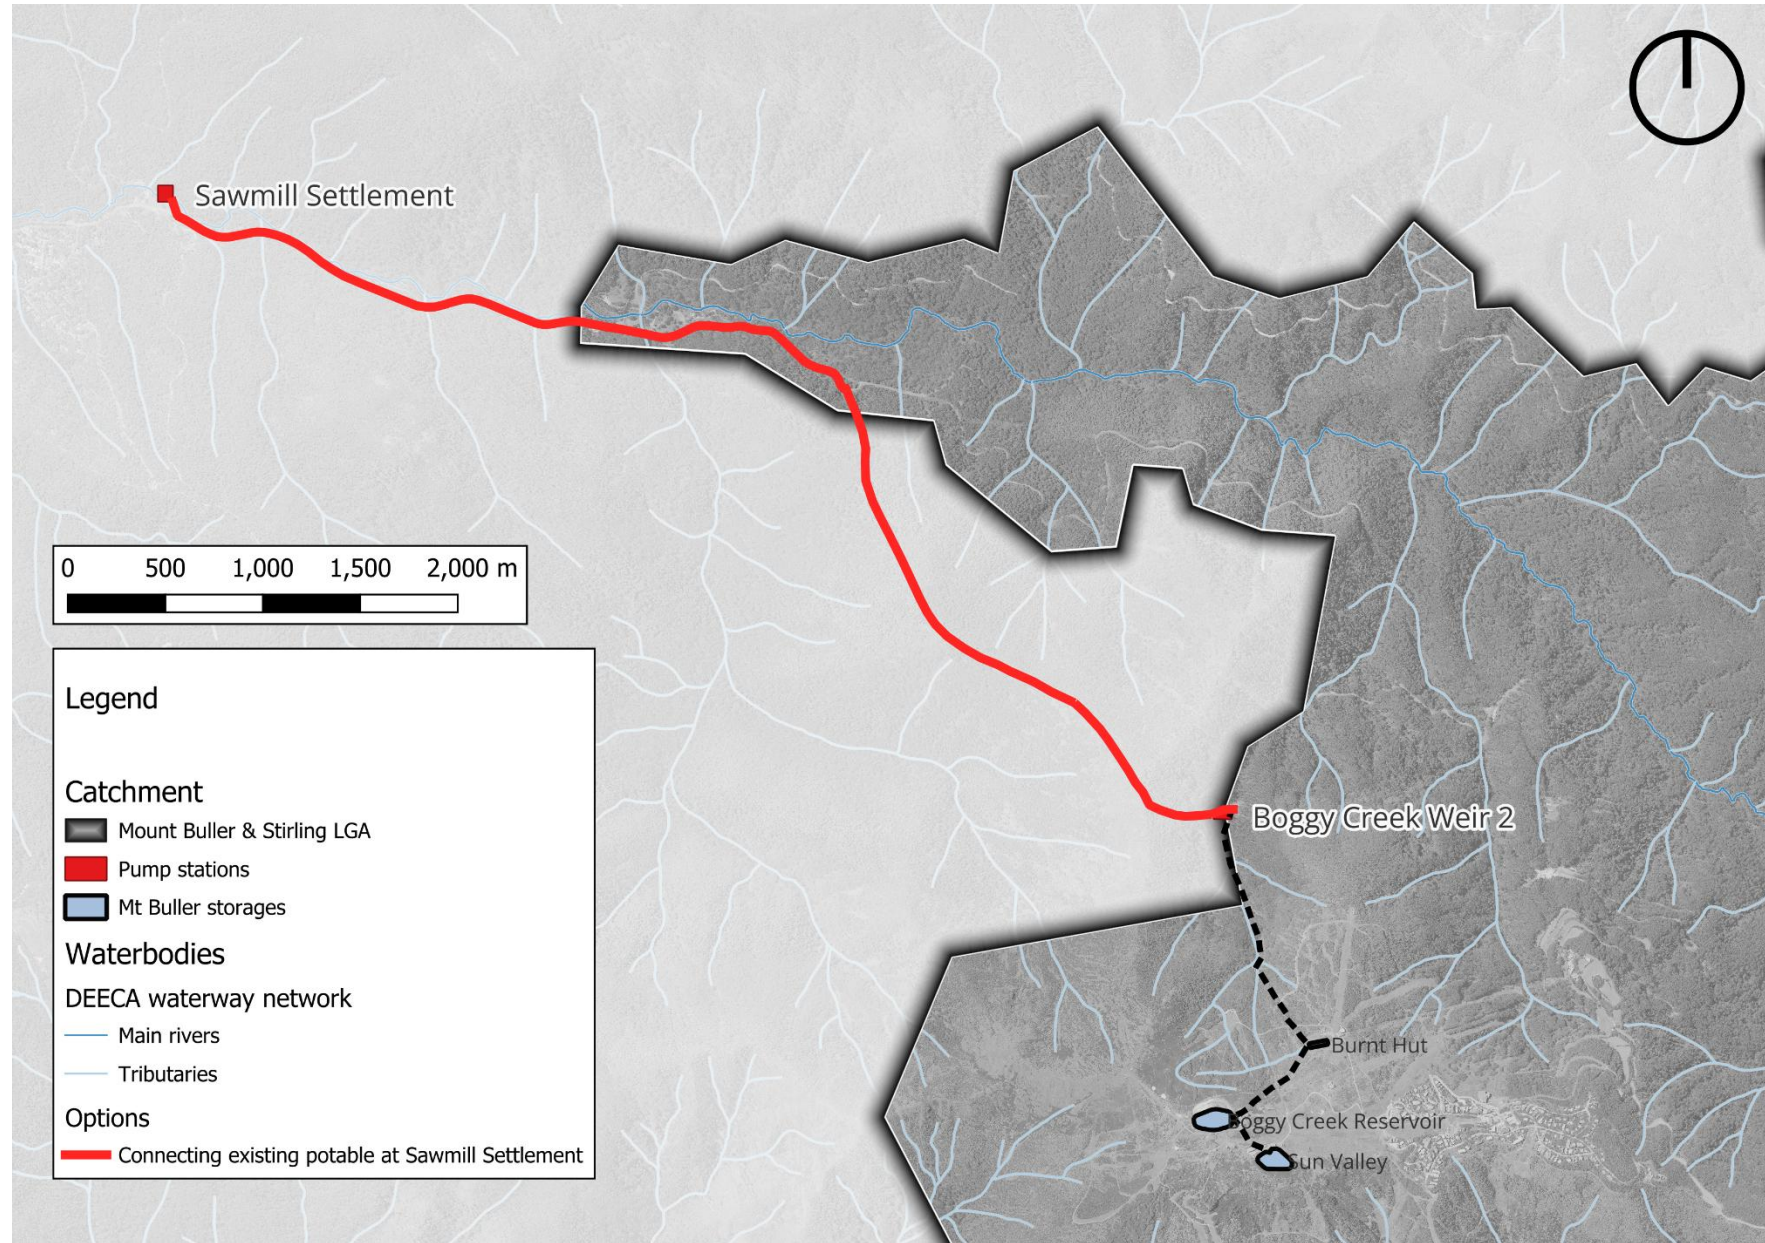 Sawmill Settlement
0 500 1,000 1,500 2,000 m
Legend
Catchment
Mount Buller & Stirling LGA
Pump stations
Mt Buller storages
Waterbodies
DEECA waterway network
Main rivers
Tributaries
Options
Connecting existing potable at Sawmill Settlement
Boggy Creek Weir 2
Burnt Hut
Boggy Creek Reservoir
Sun Valley